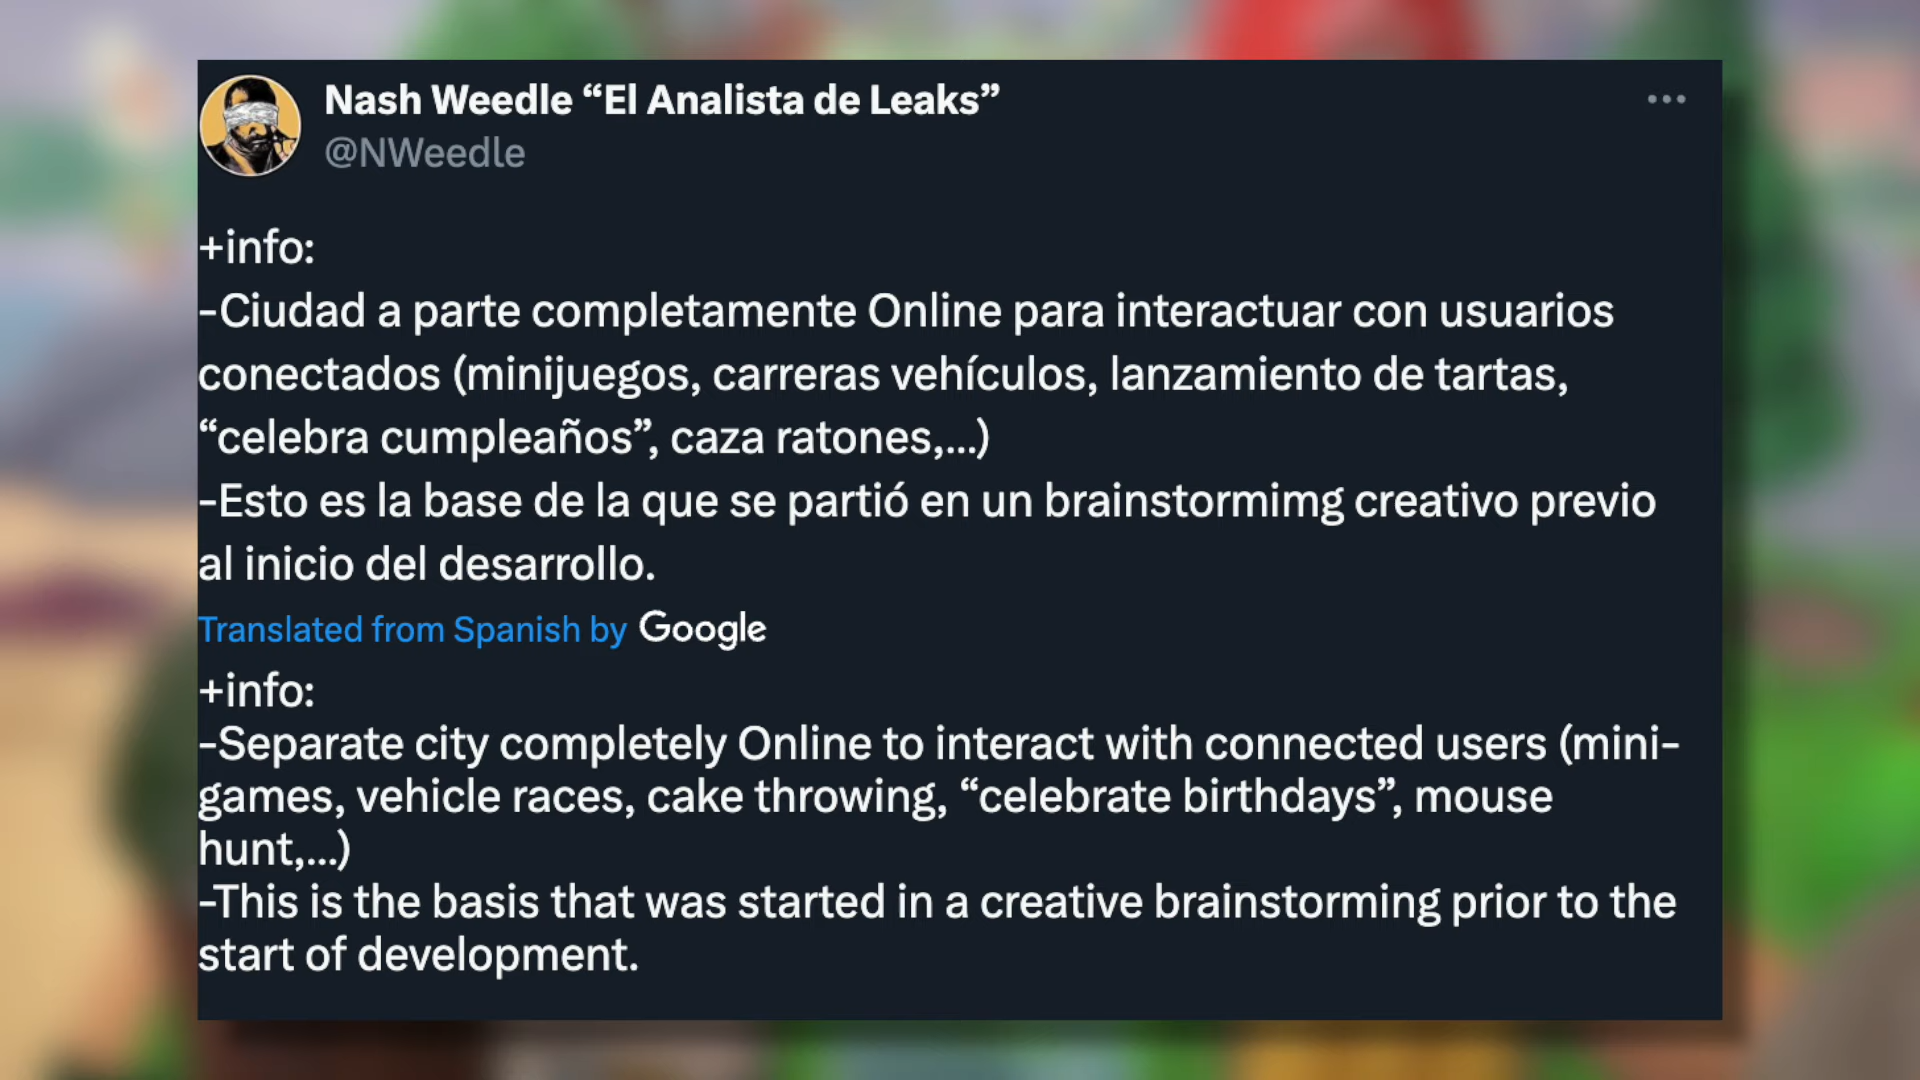 Nash Weedle “El Analista de Leaks”
@NWeedle
+info:
-Ciudad a parte completamente Online para interactuar con usuarios
conectados (minijuegos, carreras vehículos, lanzamiento de tartas,
“celebra cumpleaños”, caza ratones,...)
-Esto es la base de la que se partió en un brainstormimg creativo previo
al inicio del desarrollo.
Translated from Spanish by Google
+info:
-Separate city completely Online to interact with connected users (mini-
games, vehicle races, cake throwing, “celebrate birthdays”, mouse
hunt,...)
-This is the basis that was started in a creative brainstorming prior to the
start of development.